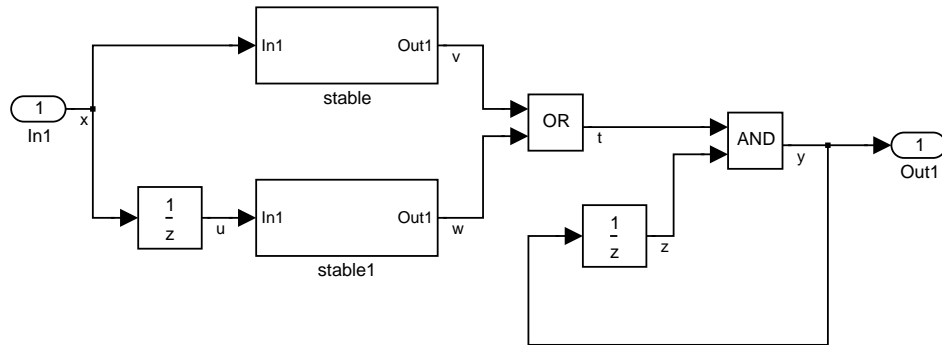 In1
Out1
v
stable
1
In1
x
OR
t
AND
y
1
Out1
1
z
u
In1
Out1
w
stable1
1
z
z